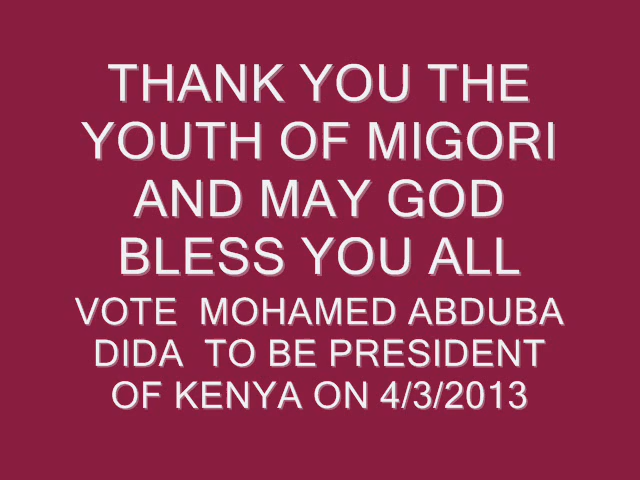 THANK YOU THE
YOUTH OF MIGORI
AND MAY GOD
BLESS YOU ALL
VOTE  MOHAMED ABDUBA
DIDA  TO BE PRESIDENT
OF KENYA ON 4/3/2013